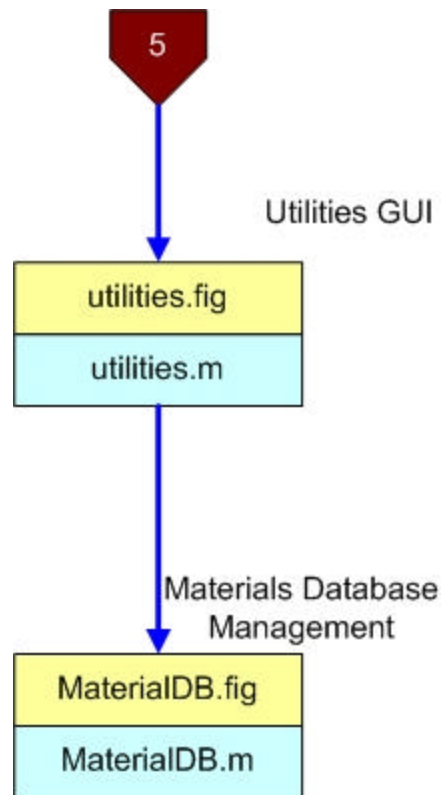 5
Utilities GUI
utilities.fig
utilities.m
Materials Database
Management
MaterialDB.fig
MaterialDB.m